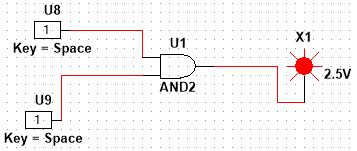 U8
1
Key = Space
U1
AND2
X1
2.5V
U9
1
Key = Space